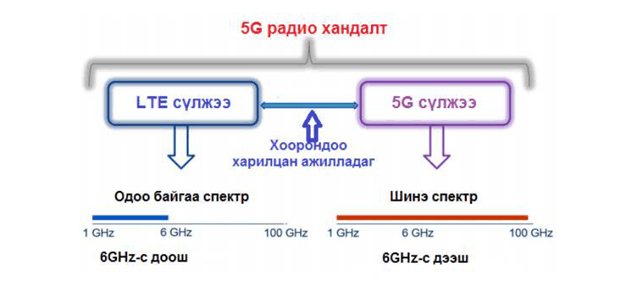 5G радио хандалт
LTE сүлжээ
5G сүлжээ
Хоорондоо
харилцан ажилладаг
Одоо байгаа спектр
Шинэ спектр
1 GHz 6 GHz 100 GHz
1 GHz 6 GHz 100 GHz
6GHz-с доош
6GHz-с дээш